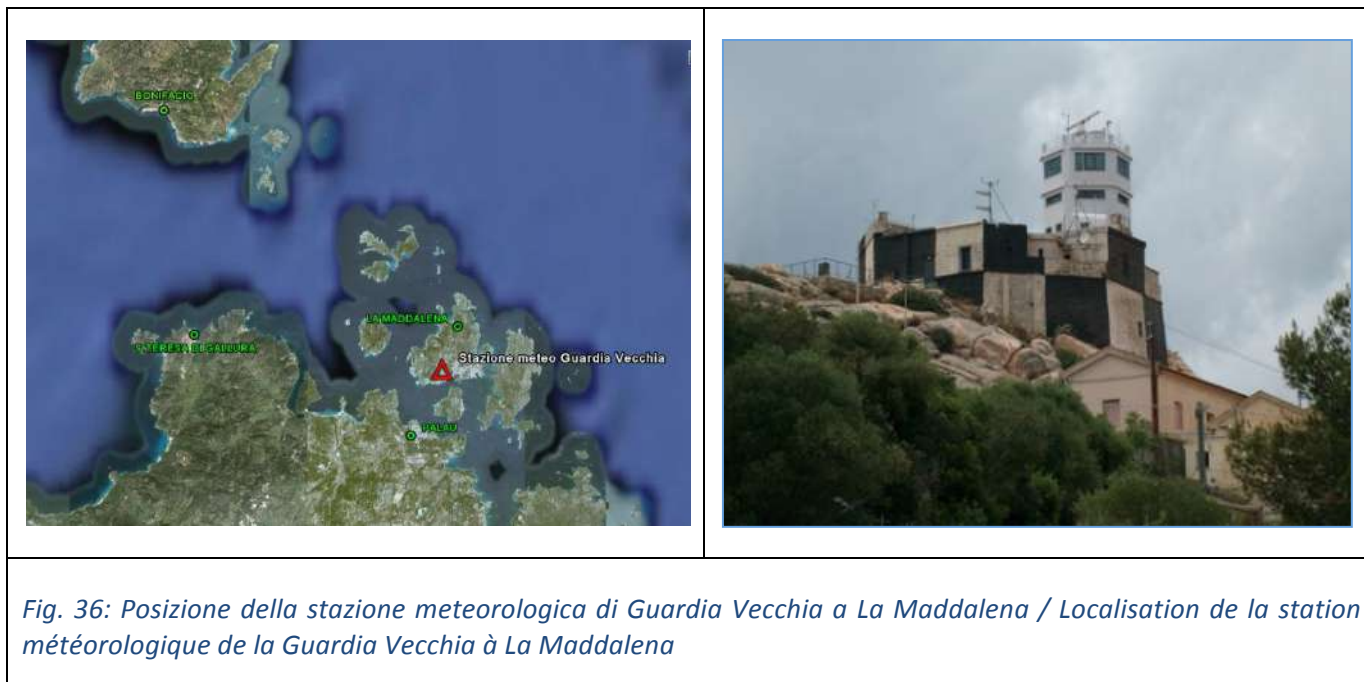 BONIFACIO
LA MADDALENA
S TERESA DI GALLURA
Stazione meteo Guardia Vecchia
PALAU
Fig. 36: Posizione della stazione meteorologica di Guardia Vecchia a La Maddalena / Localisation de la station
météorologique de la Guardia Vecchia à La Maddalena